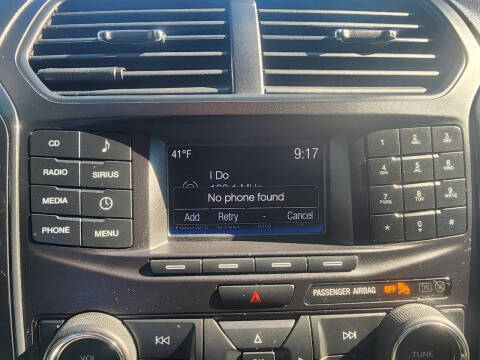 41°F 9:17
I Do
No phone found
Add Retry - Cancel
CD
RADIO SIRIUS
MEDIA
PHONE MENU
1 2 ABC 3 DEF
4 GHI 5 JKL 6 MNO
7 PQRS 8 TUV 9 WXYZ
* 0 #
PASSENGER AIRBAG OFF ON
VOL
TUNE